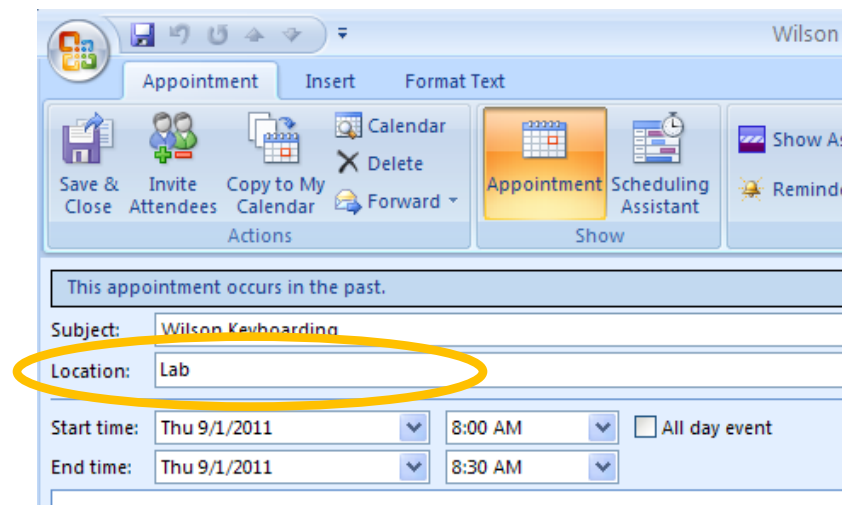 Wilson
Appointment Insert Format Text
Calendar
Delete
Save & Close
Invite Attendees
Copy to My Calendar
Forward
Appointment
Scheduling Assistant
Show
Actions
Show
This appointment occurs in the past.
Subject: Wilson Keyboarding
Location: Lab
Start time: Thu 9/1/2011 8:00 AM All day event
End time: Thu 9/1/2011 8:30 AM